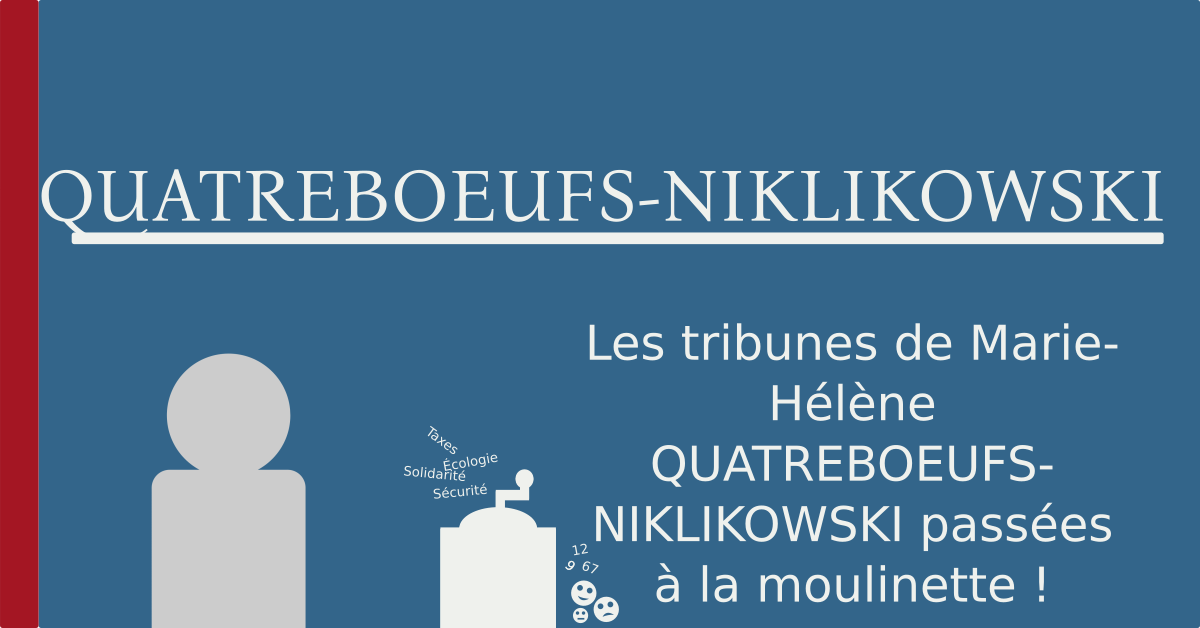 QUATREBOEUFS-NIKLIKOWSKI
Les tribunes de Marie-
Hélène
QUATREBOEUFS-
NIKLIKOWSKI passées
à la moulinette !
Taxes
Écologie
Solidarité
Sécurité
12
9 67